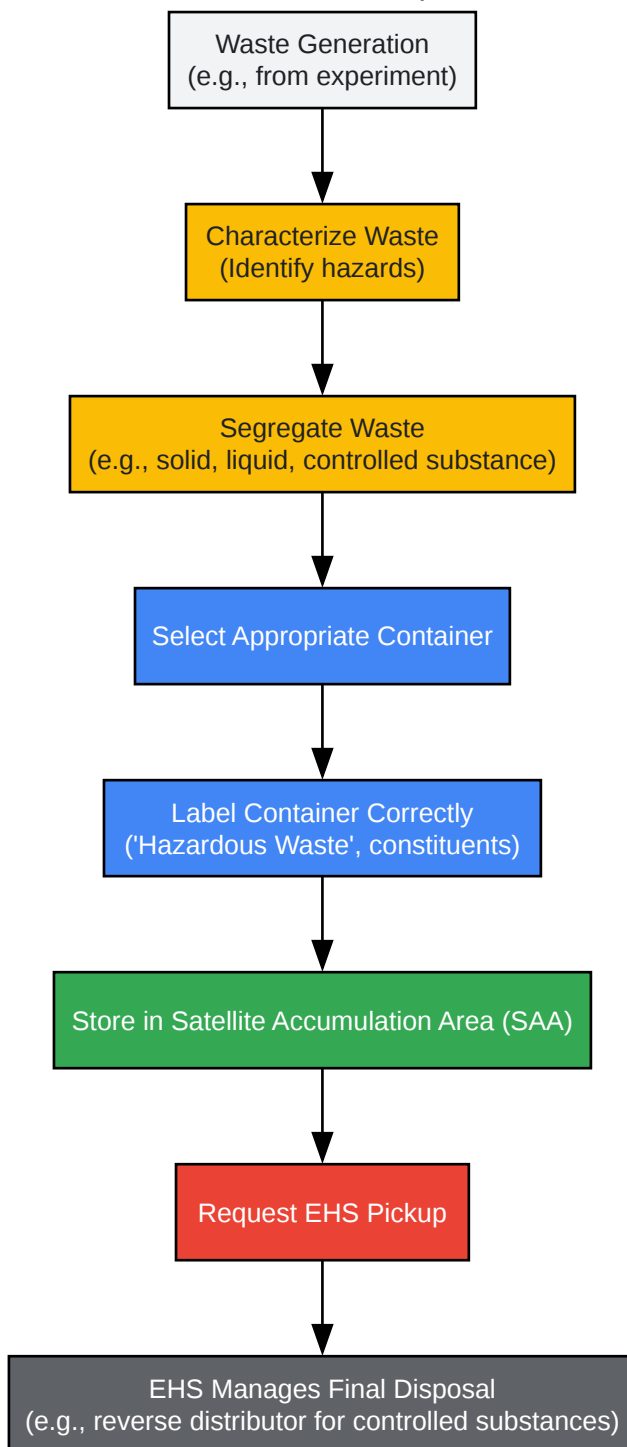 Waste Generation
(e.g., from experiment)
Characterize Waste
(Identify hazards)
Segregate Waste
(e.g., solid, liquid, controlled substance)
Select Appropriate Container
Label Container Correctly
('Hazardous Waste', constituents)
Store in Satellite Accumulation Area (SAA)
Request EHS Pickup
EHS Manages Final Disposal
(e.g., reverse distributor for controlled substances)